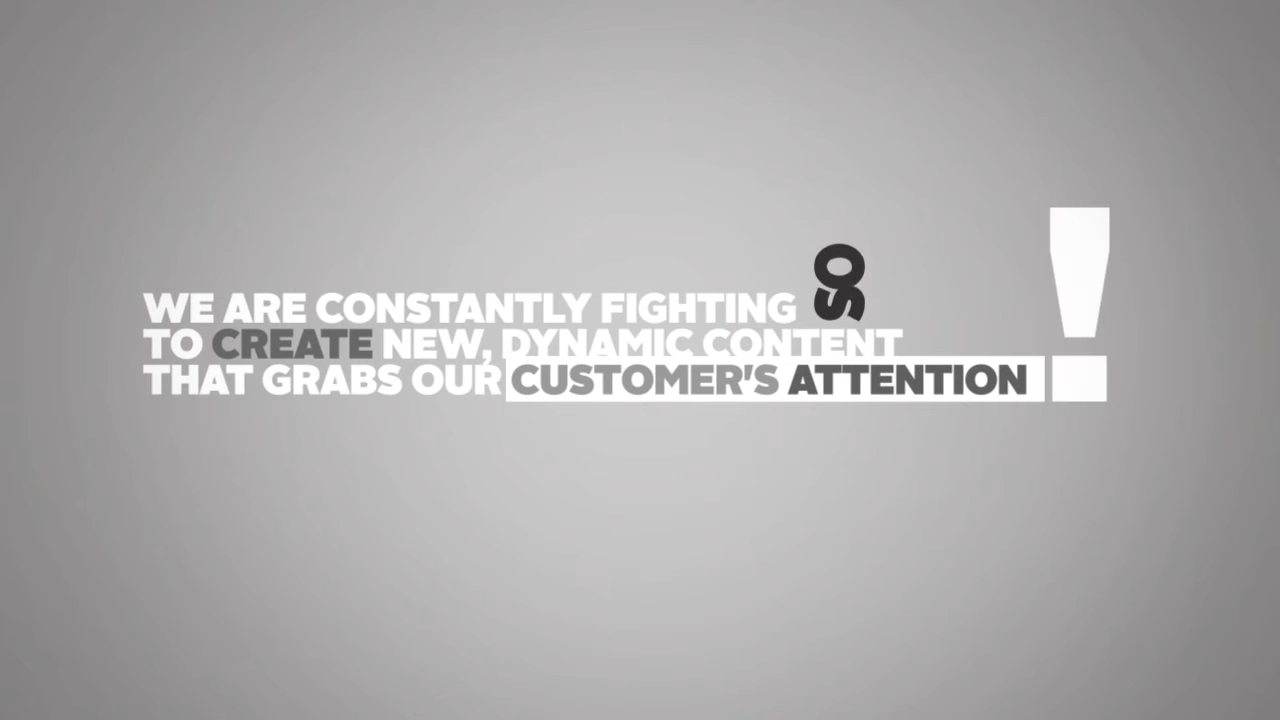 WE ARE CONSTANTLY FIGHTING
TO CREATE NEW, DYNAMIC CONTENT
THAT GRABS OUR CUSTOMER'S ATTENTION!
SO